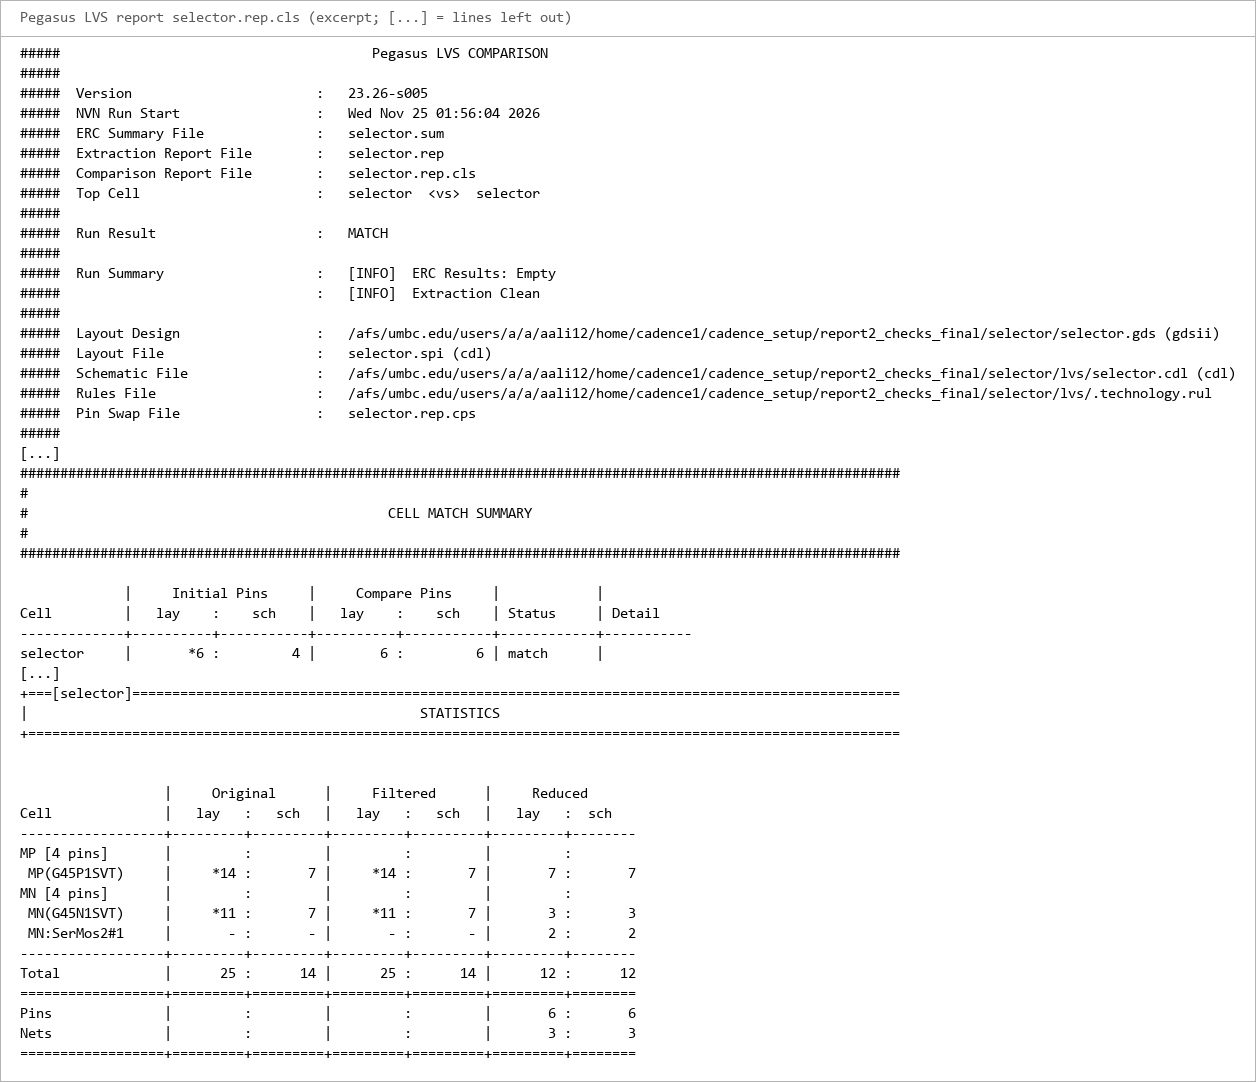 Pegasus LVS report selector.rep.cls (excerpt; [...] = lines left out)
#####                                       Pegasus LVS COMPARISON
#####
#####  Version                       :   23.26-s005
#####  NVN Run Start                 :   Wed Nov 25 01:56:04 2026
#####  ERC Summary File              :   selector.sum
#####  Extraction Report File        :   selector.rep
#####  Comparison Report File        :   selector.rep.cls
#####  Top Cell                      :   selector  <vs>  selector
#####
#####  Run Result                    :   MATCH
#####
#####  Run Summary                   :   [INFO]  ERC Results: Empty
#####                                :   [INFO]  Extraction Clean
#####
#####  Layout Design                 :   /afs/umbc.edu/users/a/a/aali12/home/cadence1/cadence_setup/report2_checks_final/selector/selector.gds (gdsii)
#####  Layout File                   :   selector.spi (cdl)
#####  Schematic File                :   /afs/umbc.edu/users/a/a/aali12/home/cadence1/cadence_setup/report2_checks_final/selector/lvs/selector.cdl (cdl)
#####  Rules File                    :   /afs/umbc.edu/users/a/a/aali12/home/cadence1/cadence_setup/report2_checks_final/selector/lvs/.technology.rul
#####  Pin Swap File                 :   selector.rep.cps
#####
[...]
##############################################################################################################
#
#                                             CELL MATCH SUMMARY
#
##############################################################################################################
             |     Initial Pins     |     Compare Pins     |            |
Cell         |   lay    :    sch    |   lay    :    sch    | Status     | Detail
-------------+----------+-----------+----------+-----------+------------+-----------
selector     |       *6 :         4 |        6 :         6 | match      |
[...]
+===[selector]================================================================================================
|                                                 STATISTICS
+=============================================================================================================
                  |     Original      |     Filtered      |     Reduced
Cell              |   lay   :   sch   |   lay   :   sch   |   lay   :  sch
------------------+---------+---------+---------+---------+---------+--------
MP [4 pins]       |         :         |         :         |         :
 MP(G45P1SVT)     |     *14 :       7 |     *14 :       7 |       7 :       7
MN [4 pins]       |         :         |         :         |         :
 MN(G45N1SVT)     |     *11 :       7 |     *11 :       7 |       3 :       3
 MN:SerMos2#1     |       - :       - |       - :       - |       2 :       2
------------------+---------+---------+---------+---------+---------+--------
Total             |      25 :      14 |      25 :      14 |      12 :      12
==================+=========+=========+=========+=========+=========+========
Pins              |         :         |         :         |       6 :       6
Nets              |         :         |         :         |       3 :       3
==================+=========+=========+=========+=========+=========+========